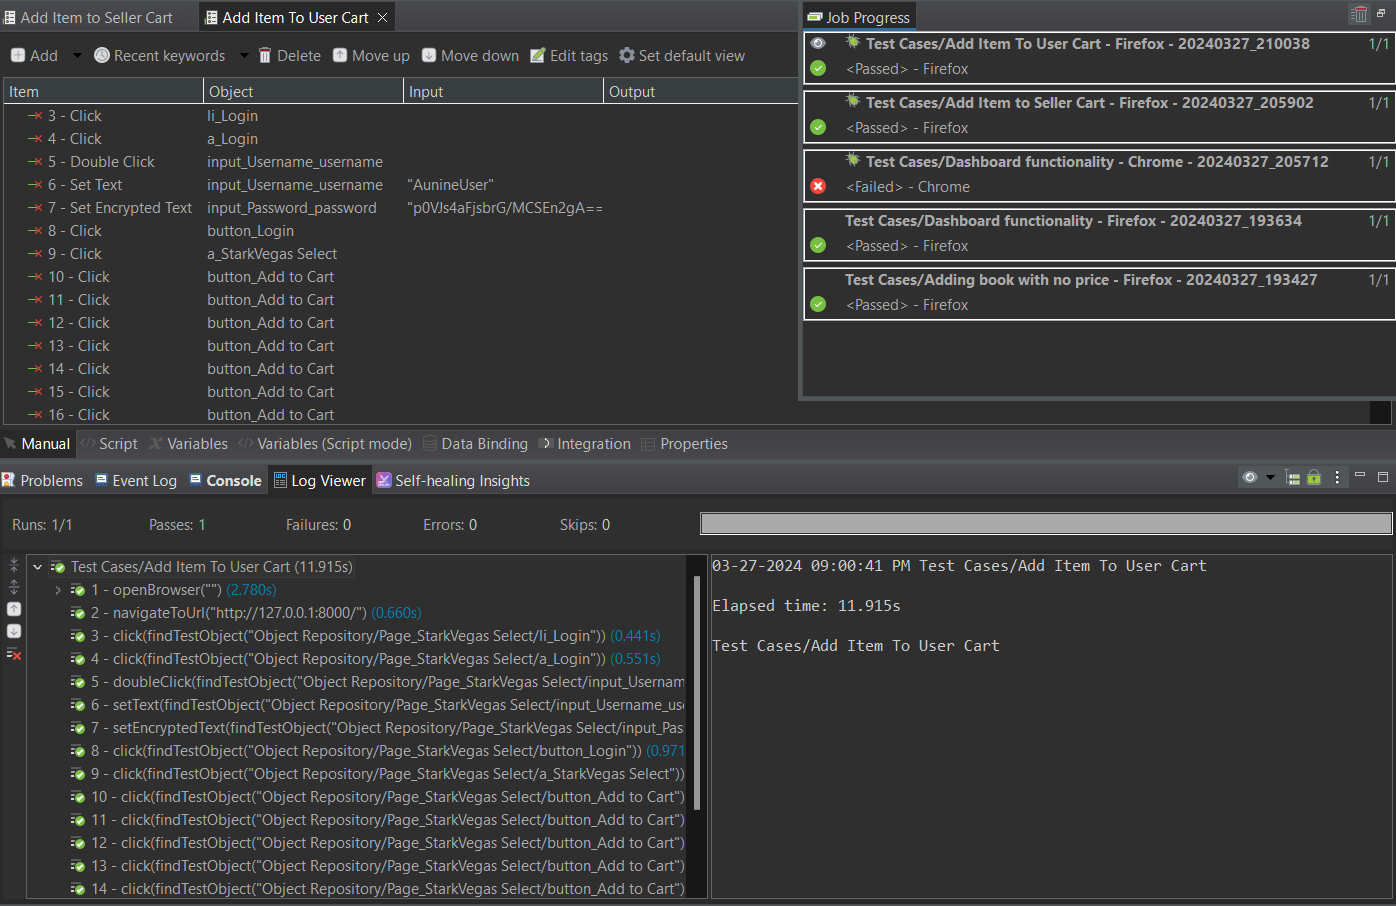 Add Item to Seller Cart
Add Item To User Cart
Add
Recent keywords
Delete
Move up
Move down
Edit tags
Set default view
Item Object Input Output
3 - Click li_Login
4 - Click a_Login
5 - Double Click input_Username_username
6 - Set Text input_Username_username "AunineUser"
7 - Set Encrypted Text input_Password_password "p0VJs4aFjsbrG/MCSEn2gA==
8 - Click button_Login
9 - Click a_StarkVegas Select
10 - Click button_Add to Cart
11 - Click button_Add to Cart
12 - Click button_Add to Cart
13 - Click button_Add to Cart
14 - Click button_Add to Cart
15 - Click button_Add to Cart
16 - Click button_Add to Cart
Job Progress
Test Cases/Add Item To User Cart - Firefox - 20240327_210038 1/1
<Passed> - Firefox
Test Cases/Add Item to Seller Cart - Firefox - 20240327_205902 1/1
<Passed> - Firefox
Test Cases/Dashboard functionality - Chrome - 20240327_205712 1/1
<Failed> - Chrome
Test Cases/Dashboard functionality - Firefox - 20240327_193634 1/1
<Passed> - Firefox
Test Cases/Adding book with no price - Firefox - 20240327_193427 1/1
<Passed> - Firefox
Manual
Script
Variables
Variables (Script mode)
Data Binding
Integration
Properties
Problems
Event Log
Console
Log Viewer
Self-healing Insights
Runs: 1/1 Passes: 1 Failures: 0 Errors: 0 Skips: 0
Test Cases/Add Item To User Cart (11.915s)
1 - openBrowser("") (2.780s)
2 - navigateToUrl("http://127.0.0.1:8000/") (0.660s)
3 - click(findTestObject("Object Repository/Page_StarkVegas Select/li_Login")) (0.441s)
4 - click(findTestObject("Object Repository/Page_StarkVegas Select/a_Login")) (0.551s)
5 - doubleClick(findTestObject("Object Repository/Page_StarkVegas Select/input_Usernam
6 - setText(findTestObject("Object Repository/Page_StarkVegas Select/input_Username_us
7 - setEncryptedText(findTestObject("Object Repository/Page_StarkVegas Select/input_Pas
8 - click(findTestObject("Object Repository/Page_StarkVegas Select/button_Login")) (0.971
9 - click(findTestObject("Object Repository/Page_StarkVegas Select/a_StarkVegas Select"))
10 - click(findTestObject("Object Repository/Page_StarkVegas Select/button_Add to Cart")
11 - click(findTestObject("Object Repository/Page_StarkVegas Select/button_Add to Cart")
12 - click(findTestObject("Object Repository/Page_StarkVegas Select/button_Add to Cart")
13 - click(findTestObject("Object Repository/Page_StarkVegas Select/button_Add to Cart")
14 - click(findTestObject("Object Repository/Page_StarkVegas Select/button_Add to Cart")
03-27-2024 09:00:41 PM Test Cases/Add Item To User Cart
Elapsed time: 11.915s
Test Cases/Add Item To User Cart